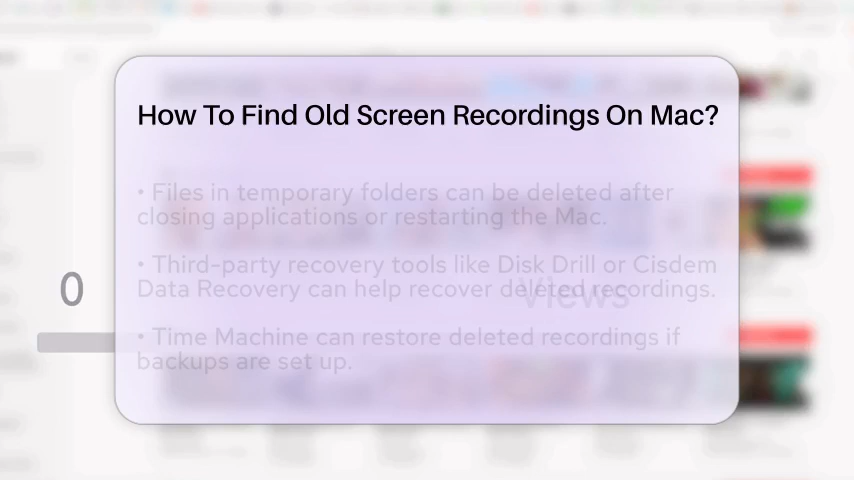 How To Find Old Screen Recordings On Mac?
• Files in temporary folders can be deleted after
closing applications or restarting the Mac.
• Third-party recovery tools like Disk Drill or Cisdem
Data Recovery can help recover deleted recordings.
0
Views
• Time Machine can restore deleted recordings if
backups are set up.